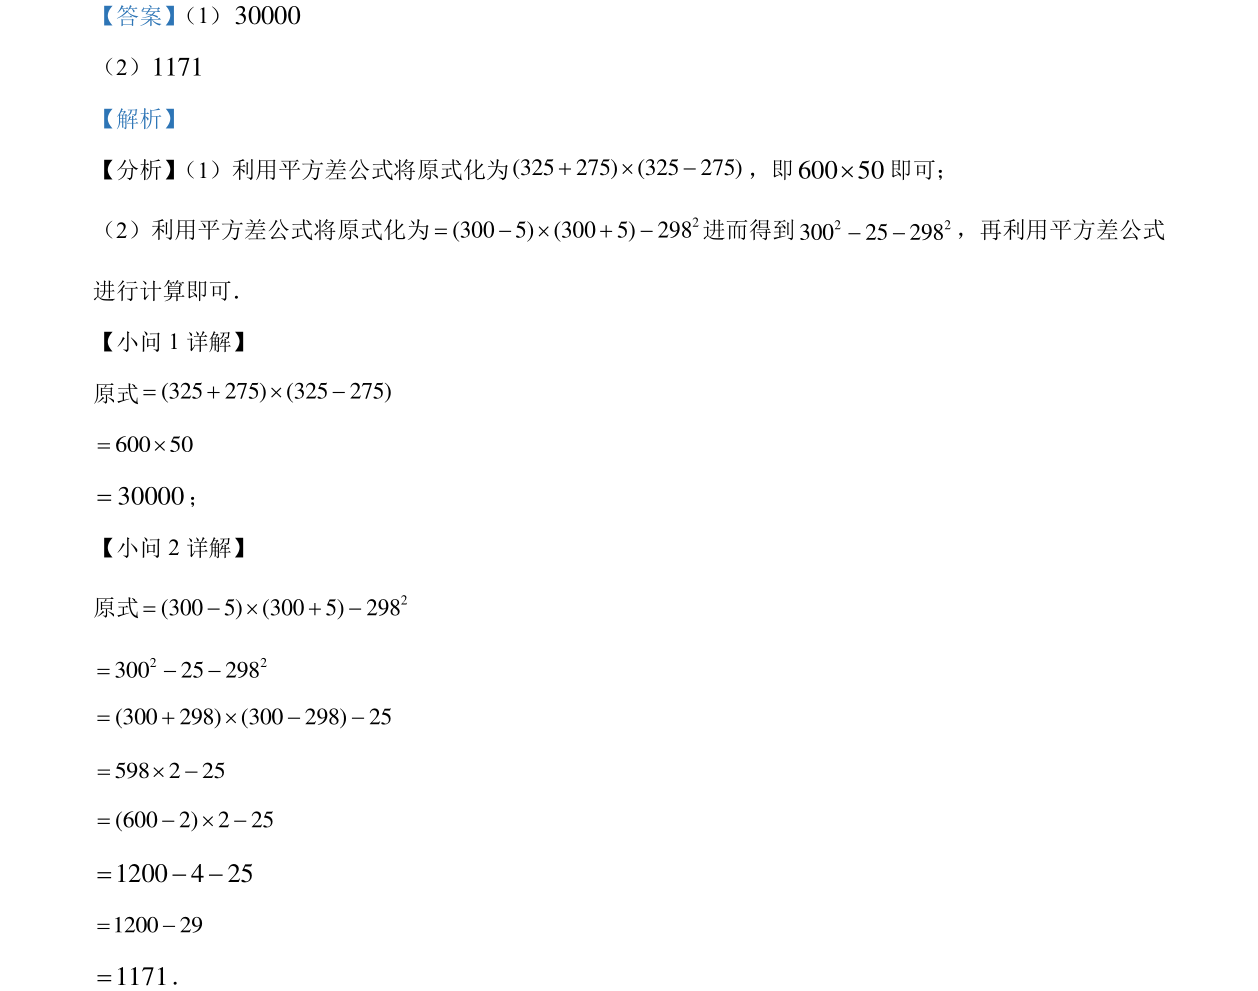 【答案】（1）30000
（2）1171
【解析】
【分析】（1）利用平方差公式将原式化为(325+275)×(325−275)，即600×50即可；
（2）利用平方差公式将原式化为=(300−5)×(300+5)−298²进而得到300²−25−298²，再利用平方差公式
进行计算即可．
【小问1详解】
原式=(325+275)×(325−275)
=600×50
=30000；
【小问2详解】
原式=(300−5)×(300+5)−298²
=300²−25−298²
=(300+298)×(300−298)−25
=598×2−25
=(600−2)×2−25
=1200−4−25
=1200−29
=1171．